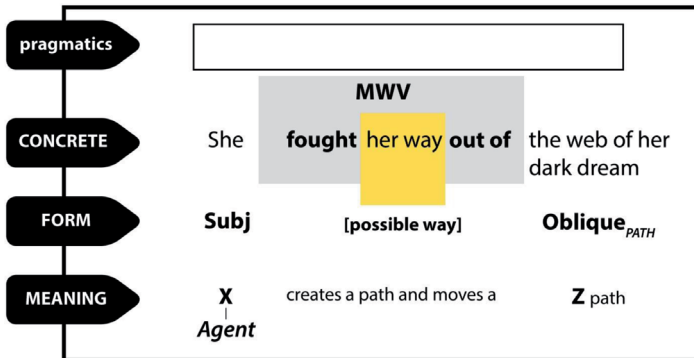 pragmatics
MWV
CONCRETE She fought her way out of the web of her
dark dream
FORM Subj [possible way] Oblique PATH
MEANING X creates a path and moves a Z path
Agent